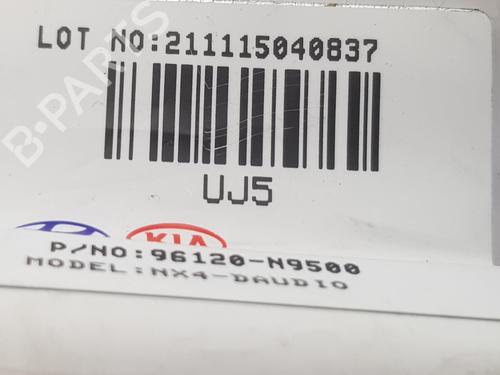 LOT NO:211115040837
B-PARTS
UJ5
KIA
P/NO:96120-N9500
MODEL:NX4-DAUDIO